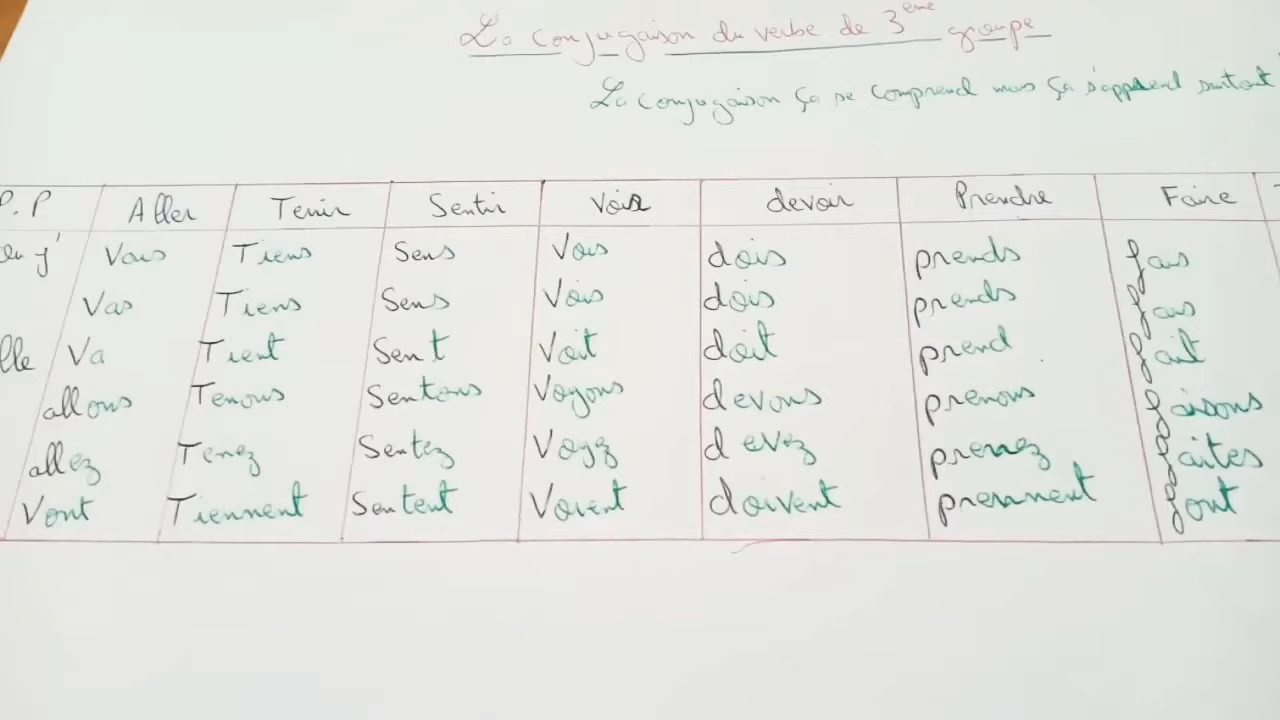 La conjugaison du verbe de 3ème groupe
La conjugaison ça se comprend mais ça s'apprend surtout
P.P Aller Tenir Sentir Voir devoir Prendre Faire
ou j' Vais Tiens Sens Vois dois prends fais
Vas Tiens Sens Vois dois prends fais
lle Va Tient Sent Voit doit prend fait
allons Tenons Sentons Voyons devons prenons faisons
allez Tenez Sentez Voyez devez prenez faites
Vont Tiennent Sentent Voient doivent prennent font